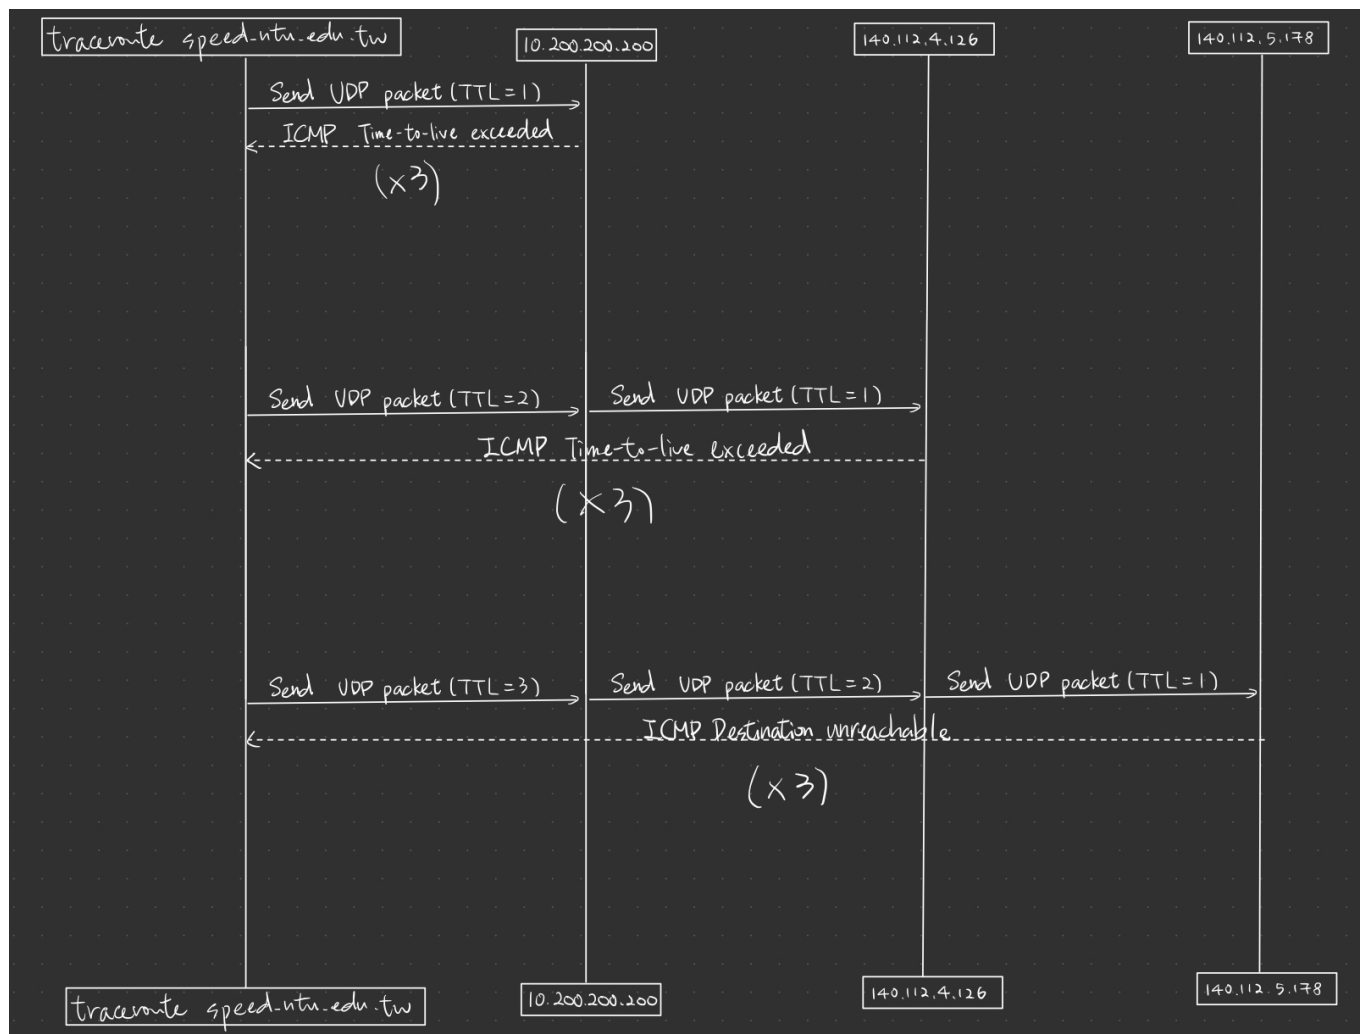 traceroute speed.ntu.edu.tw
10.200.200.200
140.112.4.126
140.112.5.178
Send UDP packet (TTL=1)
ICMP Time-to-live exceeded
(x3)
Send UDP packet (TTL=2)
Send UDP packet (TTL=1)
ICMP Time-to-live exceeded
(x3)
Send UDP packet (TTL=3)
Send UDP packet (TTL=2)
Send UDP packet (TTL=1)
ICMP Destination unreachable
(x3)
traceroute speed.ntu.edu.tw
10.200.200.200
140.112.4.126
140.112.5.178